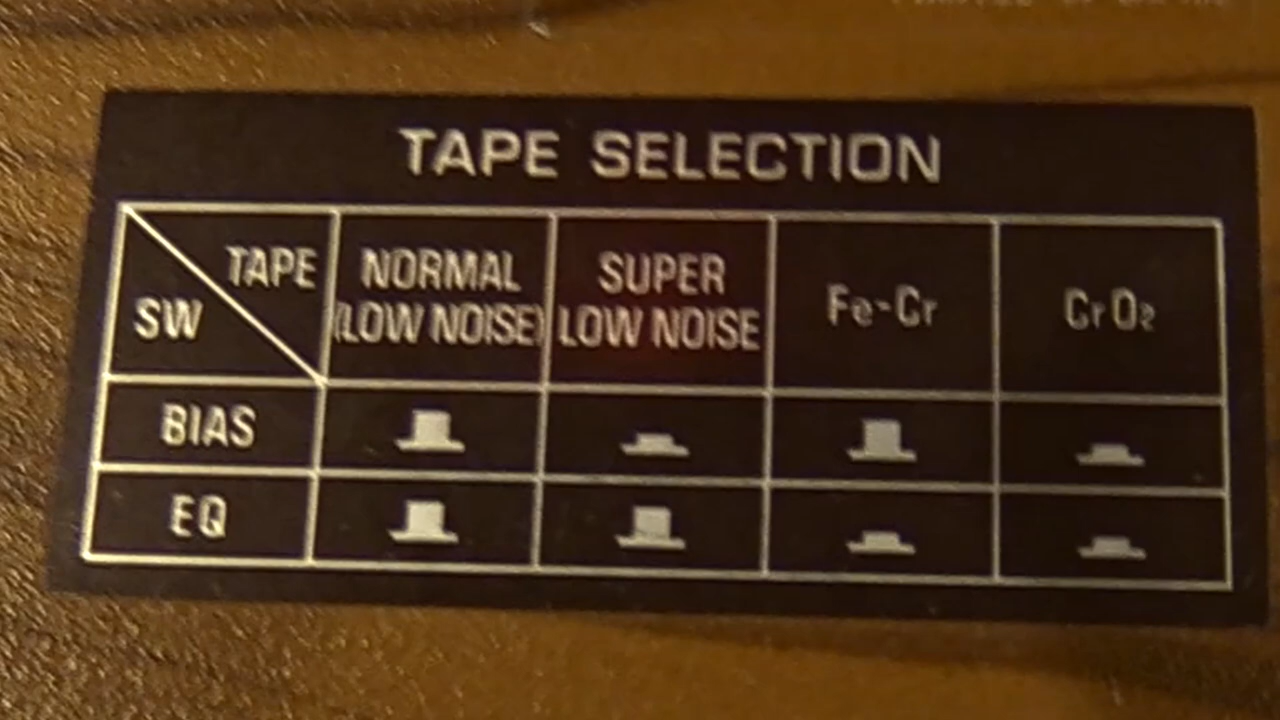 TAPE SELECTION
TAPE
SW
NORMAL
(LOW NOISE)
SUPER
LOW NOISE
Fe-Cr
CrO₂
BIAS
EQ